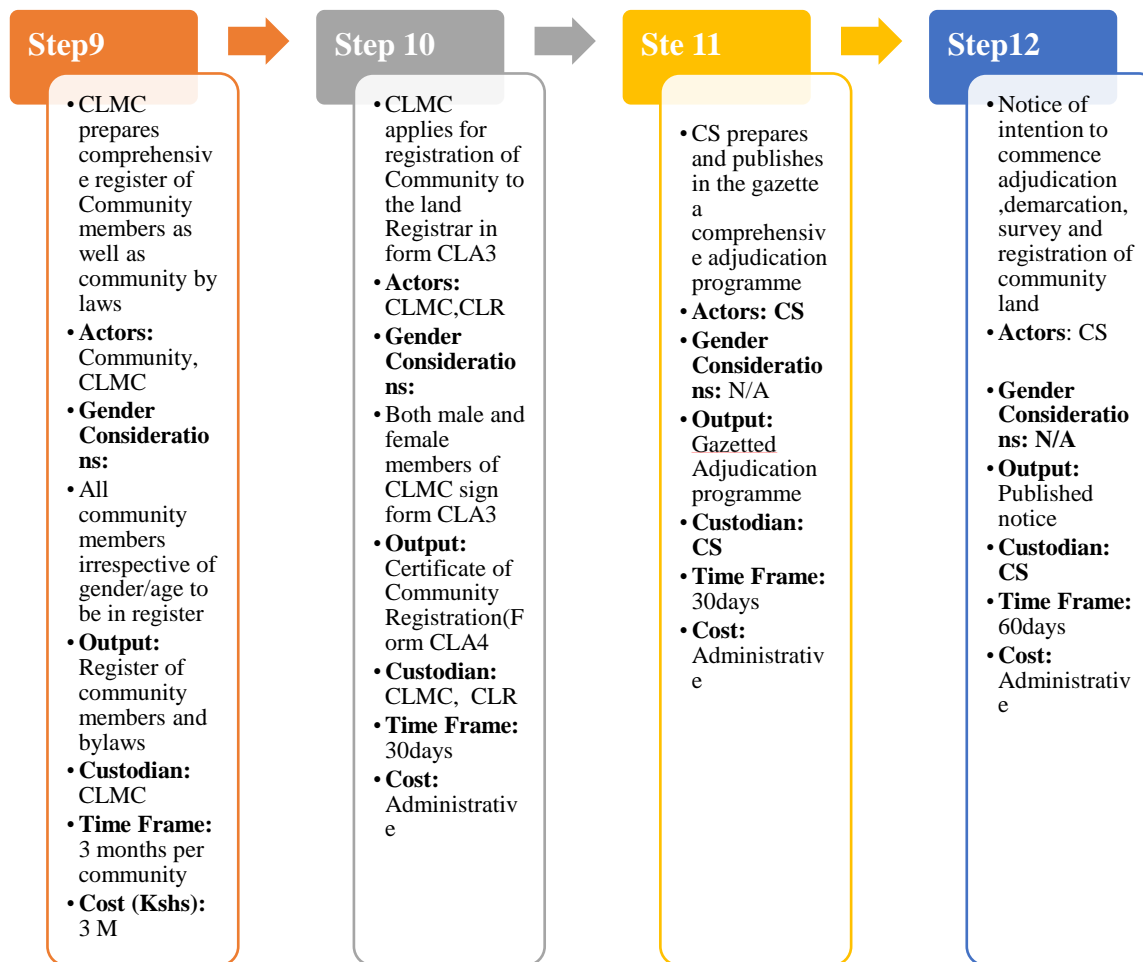 Step9
• CLMC
prepares
comprehensiv
e register of
Community
members as
well as
community by
laws
• Actors:
Community,
CLMC
• Gender
Consideratio
ns:
• All
community
members
irrespective of
gender/age to
be in register
• Output:
Register of
community
members and
bylaws
• Custodian:
CLMC
• Time Frame:
3 months per
community
• Cost (Kshs):
3 M
Step 10
• CLMC
applies for
registration of
Community to
the land
Registrar in
form CLA3
• Actors:
CLMC,CLR
• Gender
Consideratio
ns:
• Both male and
female
members of
CLMC sign
form CLA3
• Output:
Certificate of
Community
Registration(F
orm CLA4
• Custodian:
CLMC, CLR
• Time Frame:
30days
• Cost:
Administrativ
e
Ste 11
• CS prepares
and publishes
in the gazette
a
comprehensiv
e adjudication
programme
• Actors: CS
• Gender
Consideratio
ns: N/A
• Output:
Gazetted
Adjudication
programme
• Custodian:
CS
• Time Frame:
30days
• Cost:
Administrativ
e
Step12
• Notice of
intention to
commence
adjudication
,demarcation,
survey and
registration of
community
land
• Actors: CS
• Gender
Consideratio
ns: N/A
• Output:
Published
notice
• Custodian:
CS
• Time Frame:
60days
• Cost:
Administrativ
e